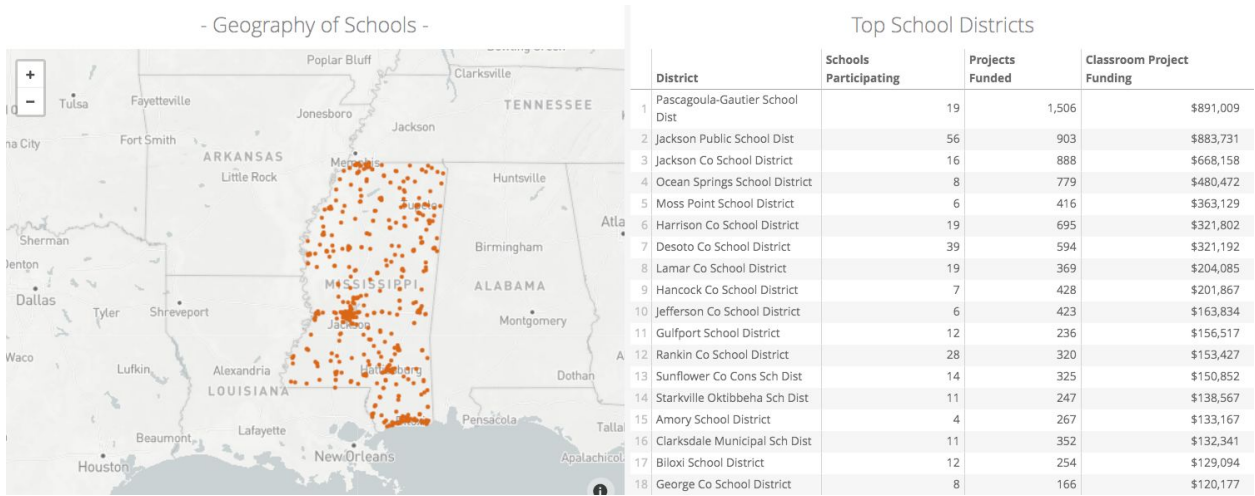 - Geography of Schools -
+
−
Poplar Bluff
Clarksville
Tulsa
Fayetteville
Jonesboro
TENNESSEE
Jackson
Fort Smith
ARKANSAS
Memphis
Little Rock
Huntsville
Tupelo
Sherman
Birmingham
MISSISSIPPI
ALABAMA
Dallas
Tyler
Shreveport
Jackson
Montgomery
Waco
Lufkin
Alexandria
Hattiesburg
Dothan
LOUISIANA
Lafayette
Pensacola
Beaumont
New Orleans
Houston
Apalachicol
i
Top School Districts
District Schools Participating Projects Funded Classroom Project Funding
1 Pascagoula-Gautier School Dist 19 1,506 $891,009
2 Jackson Public School Dist 56 903 $883,731
3 Jackson Co School District 16 888 $668,158
4 Ocean Springs School District 8 779 $480,472
5 Moss Point School District 6 416 $363,129
6 Harrison Co School District 19 695 $321,802
7 Desoto Co School District 39 594 $321,192
8 Lamar Co School District 19 369 $204,085
9 Hancock Co School District 7 428 $201,867
10 Jefferson Co School District 6 423 $163,834
11 Gulfport School District 12 236 $156,517
12 Rankin Co School District 28 320 $153,427
13 Sunflower Co Cons Sch Dist 14 325 $150,852
14 Starkville Oktibbeha Sch Dist 11 247 $138,567
15 Amory School District 4 267 $133,167
16 Clarksdale Municipal Sch Dist 11 352 $132,341
17 Biloxi School District 12 254 $129,094
18 George Co School District 8 166 $120,177